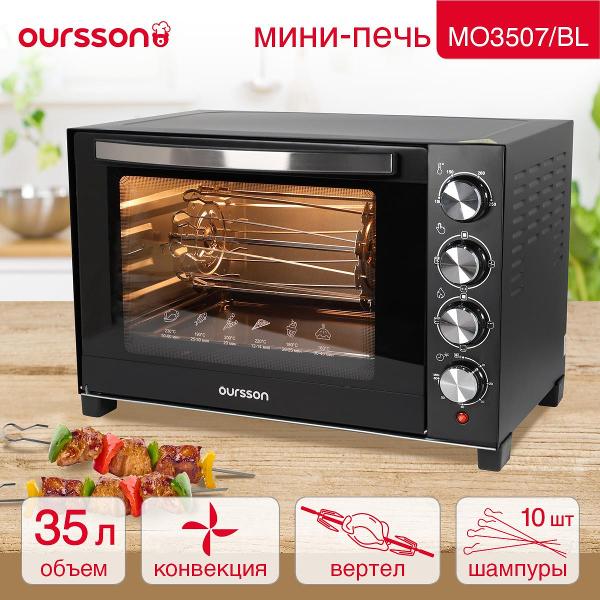 oursson
мини-печь
MO3507/BL
oursson
35 л
объем
конвекция
вертел
10 шт
шампуры